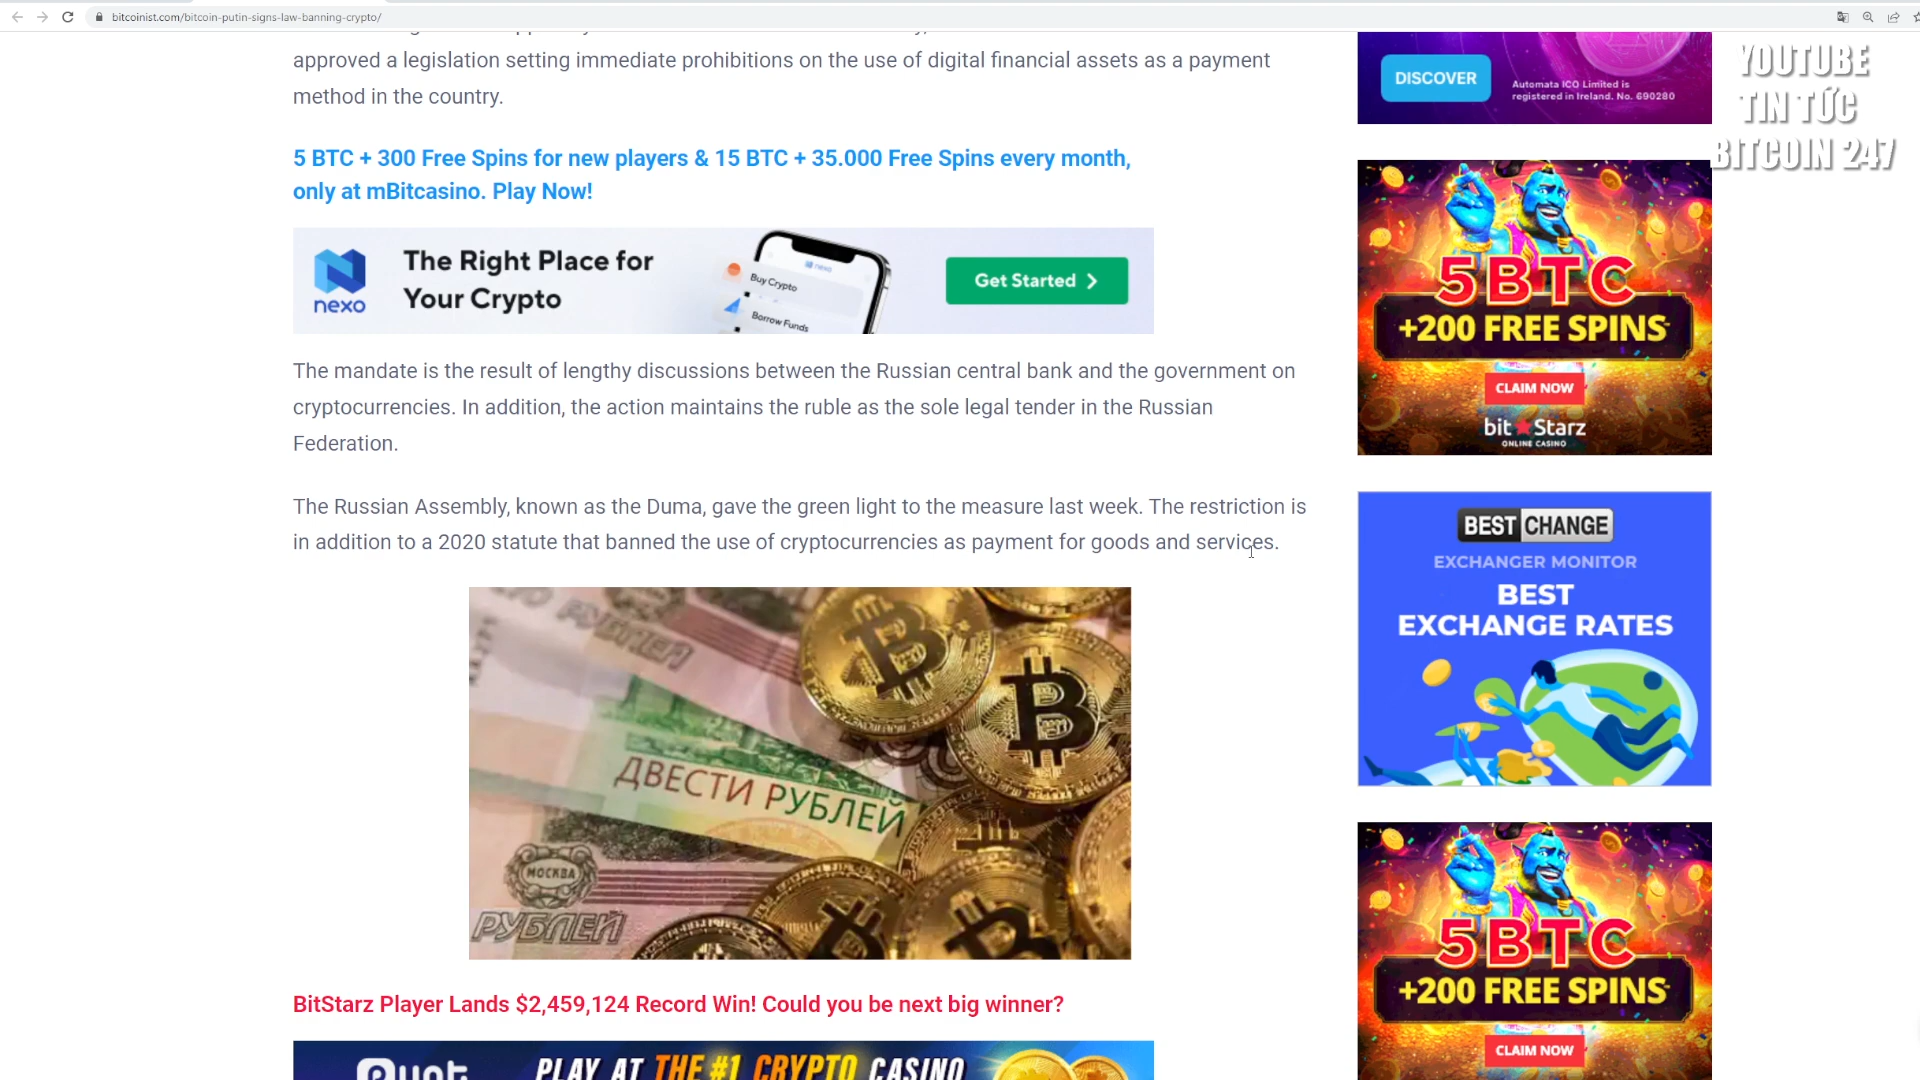 bitcoinist.com/bitcoin-putin-signs-law-banning-crypto/
approved a legislation setting immediate prohibitions on the use of digital financial assets as a payment
method in the country.
5 BTC + 300 Free Spins for new players & 15 BTC + 35.000 Free Spins every month,
only at mBitcasino. Play Now!
nexo
The Right Place for
Your Crypto
nexo
Buy Crypto
Borrow Funds
Get Started
The mandate is the result of lengthy discussions between the Russian central bank and the government on
cryptocurrencies. In addition, the action maintains the ruble as the sole legal tender in the Russian
Federation.
The Russian Assembly, known as the Duma, gave the green light to the measure last week. The restriction is
in addition to a 2020 statute that banned the use of cryptocurrencies as payment for goods and services.
РУБЛЕЙ
ДВЕСТИ РУБЛЕЙ
МОСКВА
РУБЛЕЙ
BitStarz Player Lands $2,459,124 Record Win! Could you be next big winner?
PLAY AT THE #1 CRYPTO CASINO
DISCOVER
Automata ICO Limited is
registered in Ireland. No. 690280
YOUTUBE
TIN TỨC
BITCOIN 247
5 BTC
+200 FREE SPINS
CLAIM NOW
bitStarz
ONLINE CASINO
BEST CHANGE
EXCHANGER MONITOR
BEST
EXCHANGE RATES
5 BTC
+200 FREE SPINS
CLAIM NOW